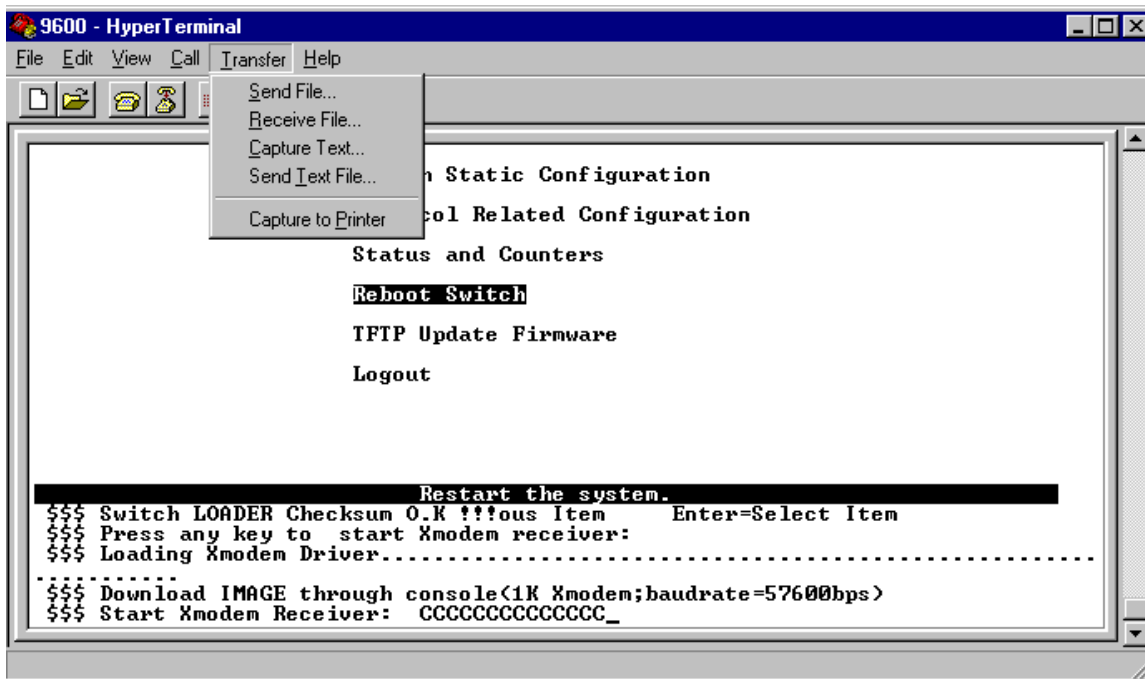 9600 - HyperTerminal
File Edit View Call Transfer Help
Send File...
Receive File...
Capture Text...
Send Text File...
Capture to Printer
Static Configuration
Related Configuration
Status and Counters
Reboot Switch
TFTP Update Firmware
Logout
Restart the system.
$$$ Switch LOADER Checksum O.K !!!ous Item Enter=Select Item
$$$ Press any key to start Xmodem receiver:
$$$ Loading Xmodem Driver...................................................................
...........
$$$ Download IMAGE through console(1K Xmodem;baudrate=57600bps)
$$$ Start Xmodem Receiver: CCCCCCCCCCCCCC_